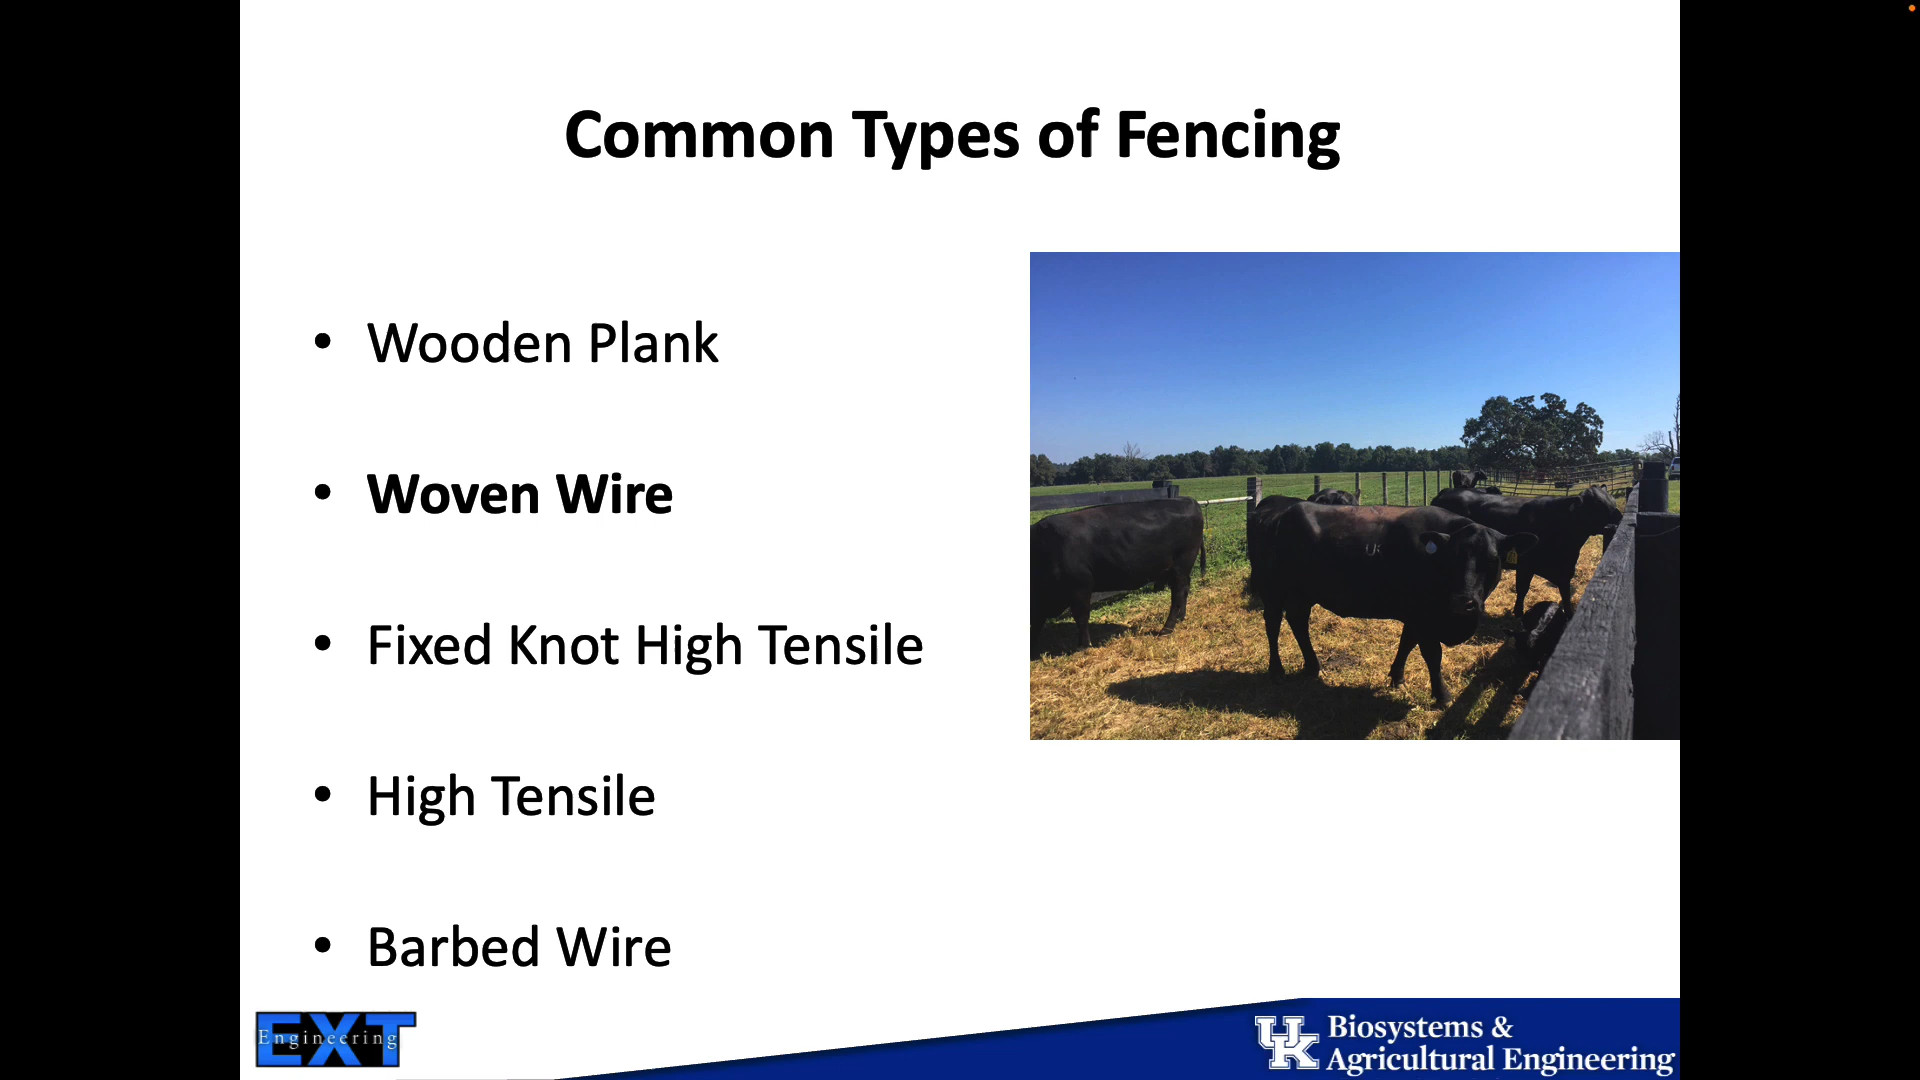 Common Types of Fencing
• Wooden Plank
• Woven Wire
• Fixed Knot High Tensile
• High Tensile
• Barbed Wire
EXT
Engineering
UK
Biosystems &
Agricultural Engineering